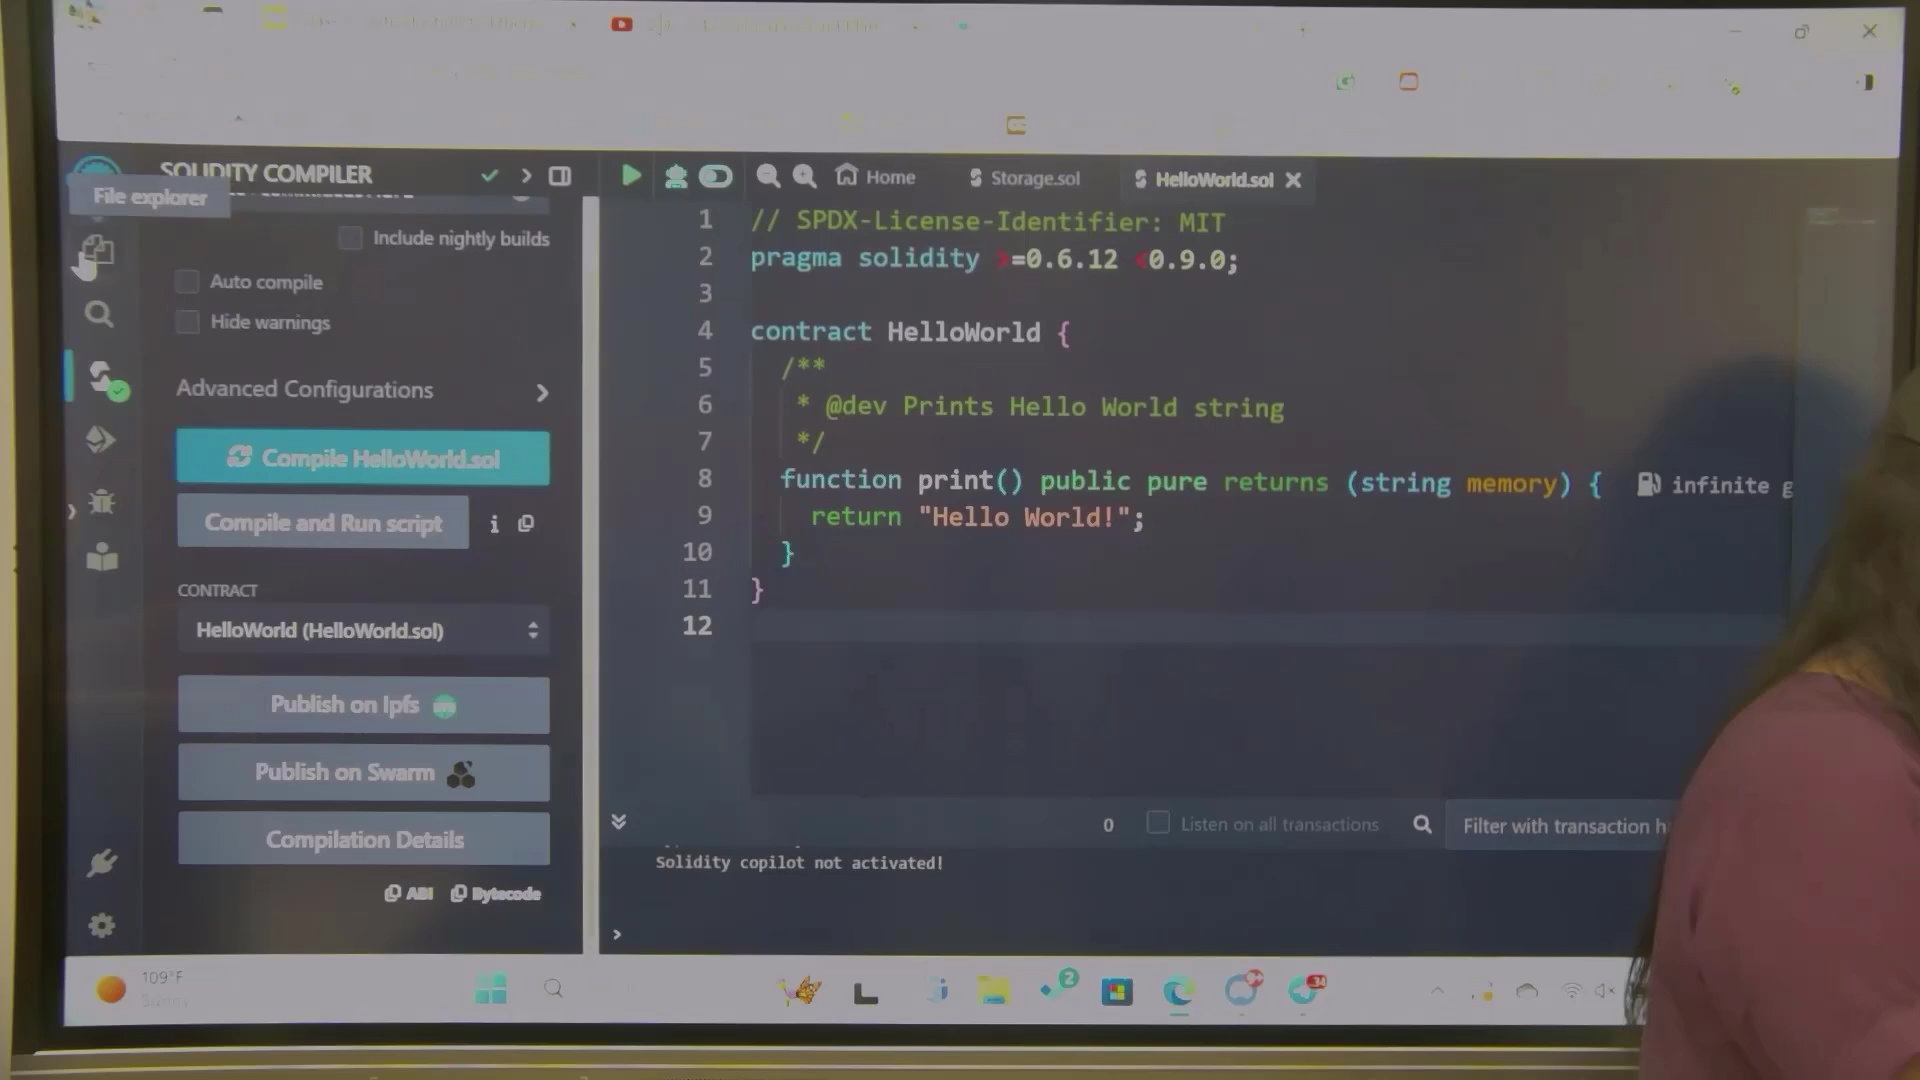 SOLIDITY COMPILER
File explorer
Include nightly builds
Auto compile
Hide warnings
Advanced Configurations
Compile HelloWorld.sol
Compile and Run script
CONTRACT
HelloWorld (HelloWorld.sol)
Publish on Ipfs
Publish on Swarm
Compilation Details
ABI Bytecode
Home Storage.sol HelloWorld.sol
1 // SPDX-License-Identifier: MIT
2 pragma solidity >=0.6.12 <0.9.0;
3
4 contract HelloWorld {
5 /**
6 * @dev Prints Hello World string
7 */
8 function print() public pure returns (string memory) { infinite g
9 return "Hello World!";
10 }
11 }
12
0 Listen on all transactions Filter with transaction h
Solidity copilot not activated!
>
109°F
Sunny
2
9+
34